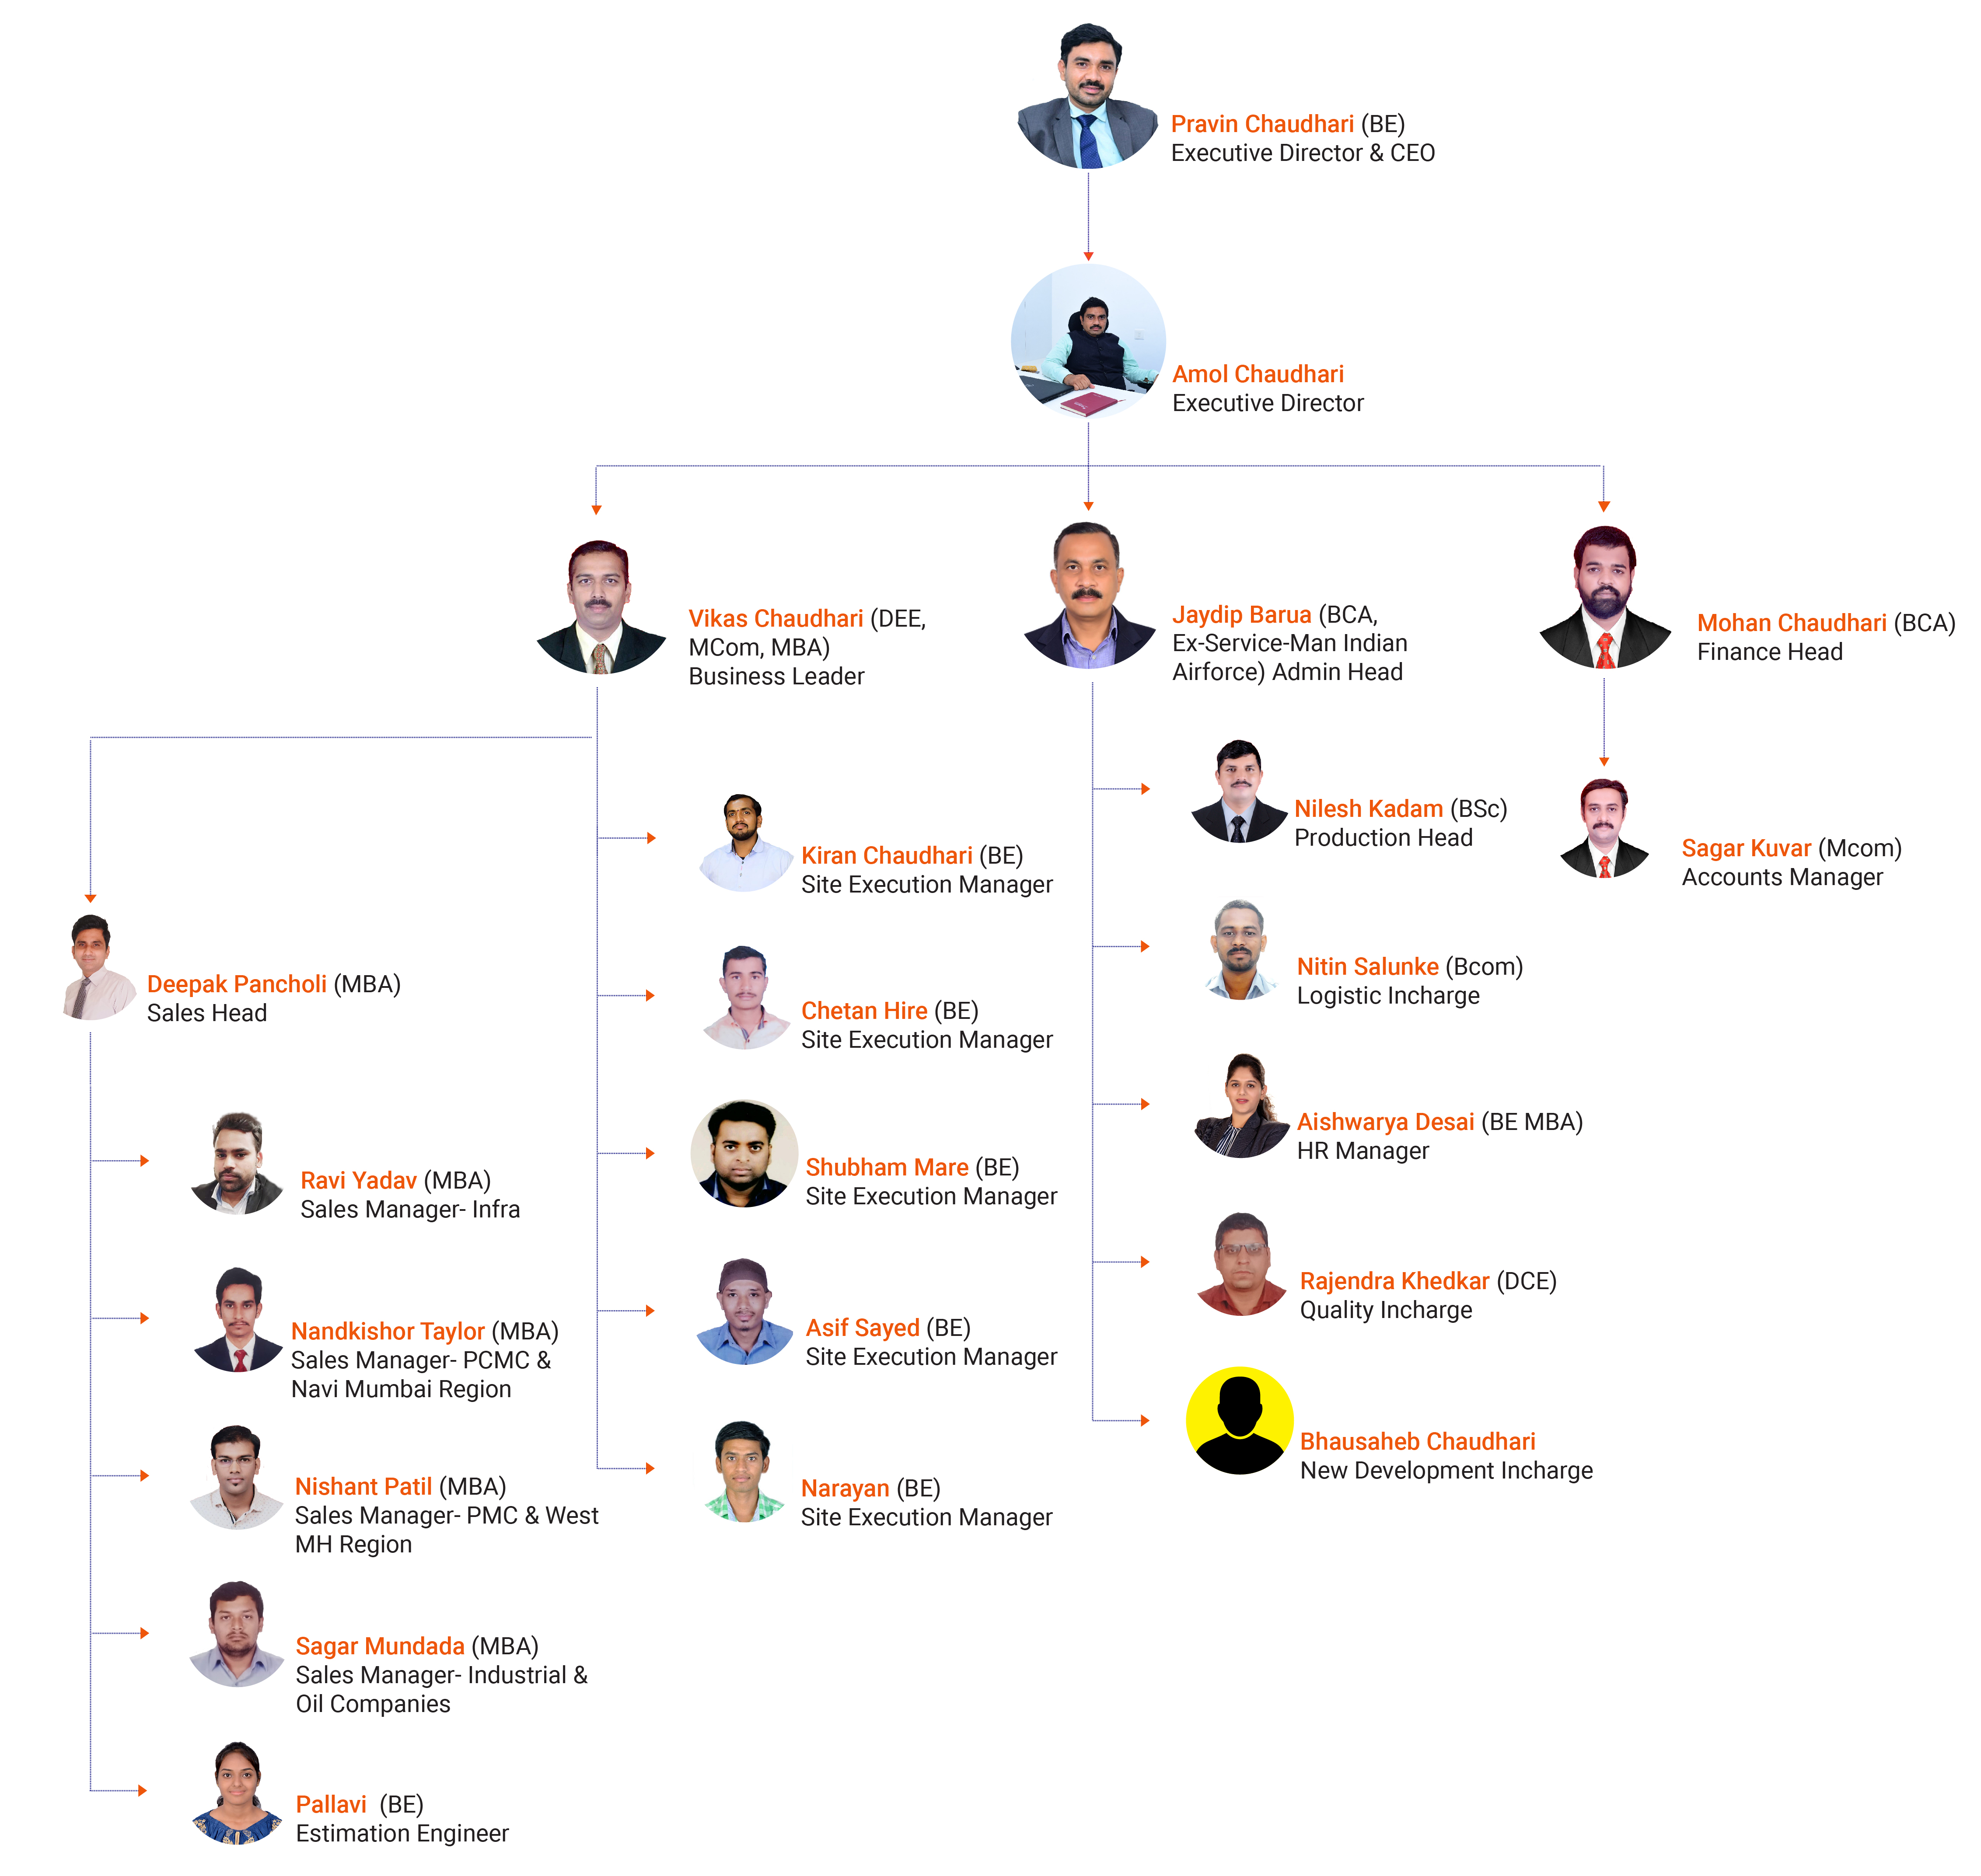 Pravin Chaudhari (BE)
Executive Director & CEO
Amol Chaudhari
Executive Director
Vikas Chaudhari (DEE,
MCom, MBA)
Business Leader
Jaydip Barua (BCA,
Ex-Service-Man Indian
Airforce) Admin Head
Mohan Chaudhari (BCA)
Finance Head
Deepak Pancholi (MBA)
Sales Head
Ravi Yadav (MBA)
Sales Manager- Infra
Nandkishor Taylor (MBA)
Sales Manager- PCMC &
Navi Mumbai Region
Nishant Patil (MBA)
Sales Manager- PMC & West
MH Region
Sagar Mundada (MBA)
Sales Manager- Industrial &
Oil Companies
Pallavi (BE)
Estimation Engineer
Kiran Chaudhari (BE)
Site Execution Manager
Chetan Hire (BE)
Site Execution Manager
Shubham Mare (BE)
Site Execution Manager
Asif Sayed (BE)
Site Execution Manager
Narayan (BE)
Site Execution Manager
Nilesh Kadam (BSc)
Production Head
Nitin Salunke (Bcom)
Logistic Incharge
Aishwarya Desai (BE MBA)
HR Manager
Rajendra Khedkar (DCE)
Quality Incharge
Bhausaheb Chaudhari
New Development Incharge
Sagar Kuvar (Mcom)
Accounts Manager